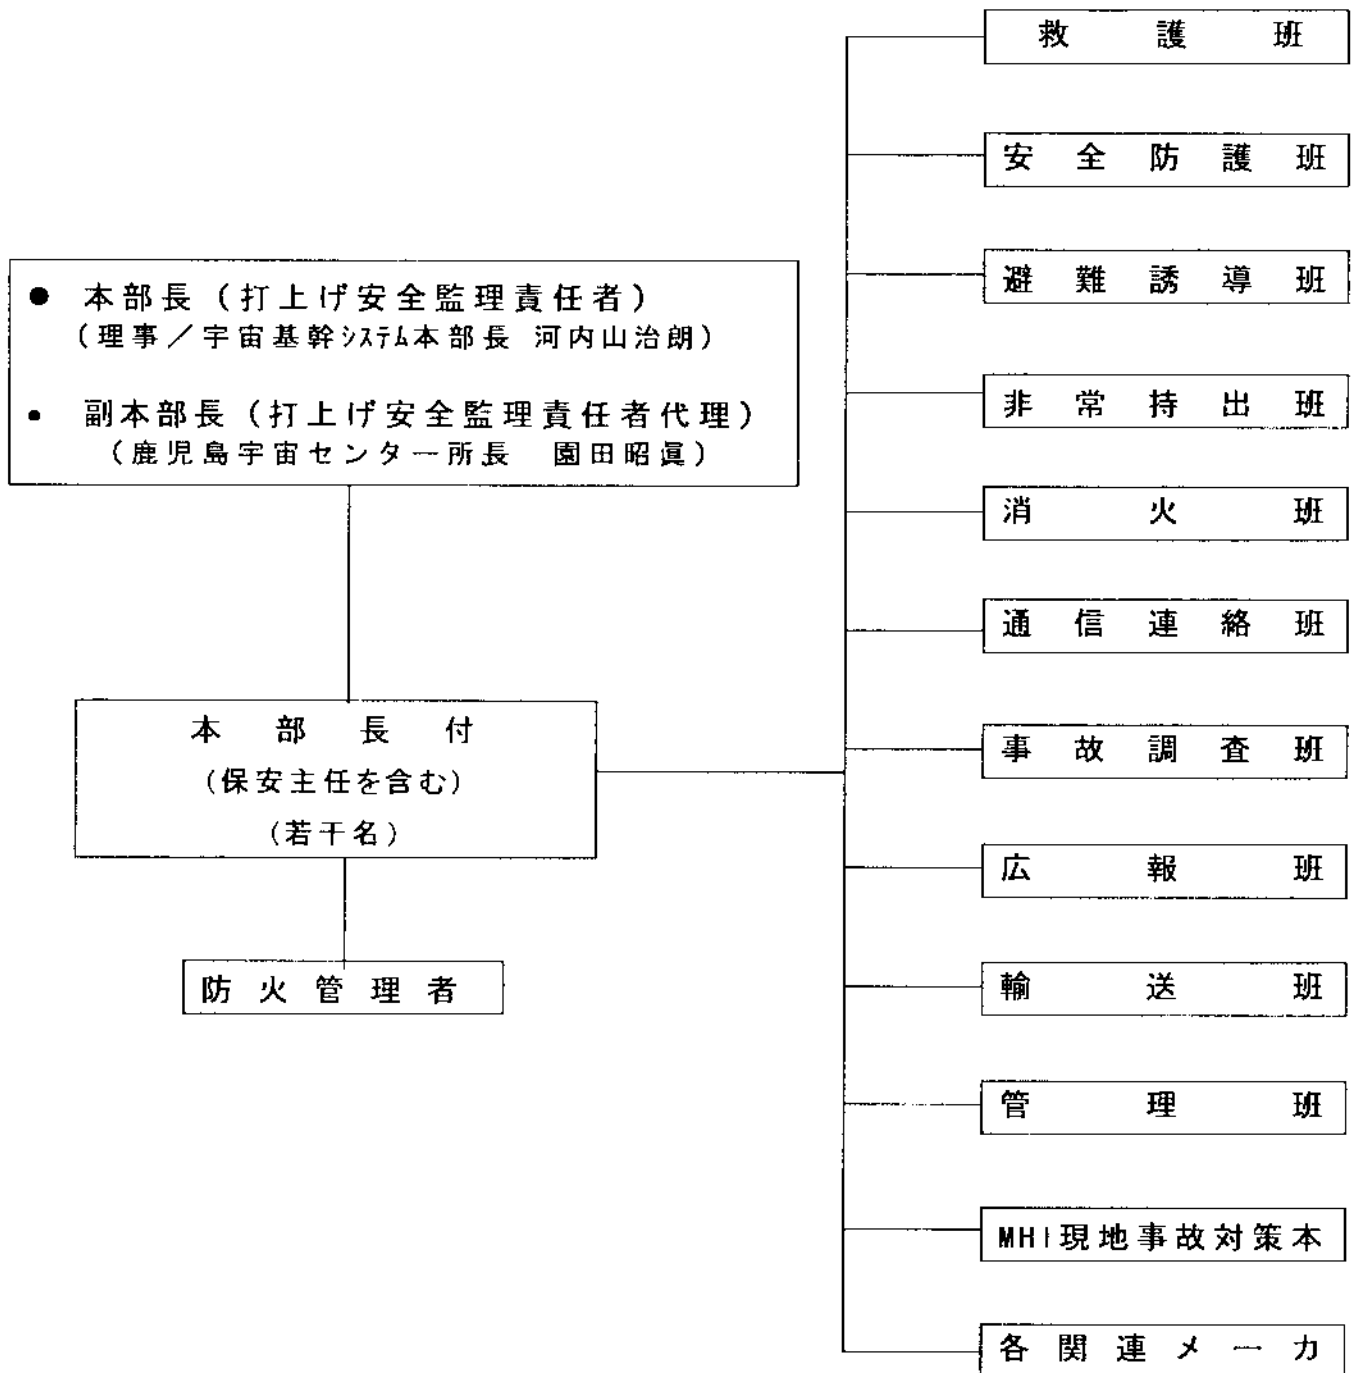 ● 本部長（打上げ安全監理責任者）
（理事／宇宙基幹システム本部長 河内山治朗）
• 副本部長（打上げ安全監理責任者代理）
（鹿児島宇宙センター所長 園田昭眞）
本部長付
（保安主任を含む）
（若干名）
防火管理者
救護班
安全防護班
避難誘導班
非常持出班
消火班
通信連絡班
事故調査班
広報班
輸送班
管理班
MHI現地事故対策本
各関連メーカ